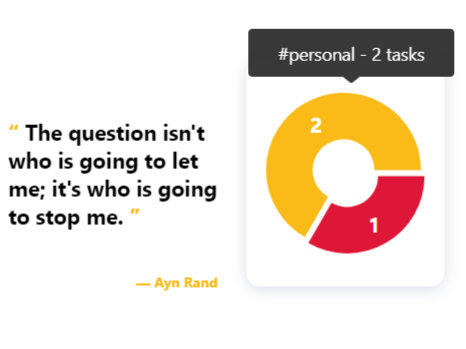 #personal - 2 tasks
“ The question isn't
who is going to let
me; it's who is going
to stop me. ”
— Ayn Rand
2
1